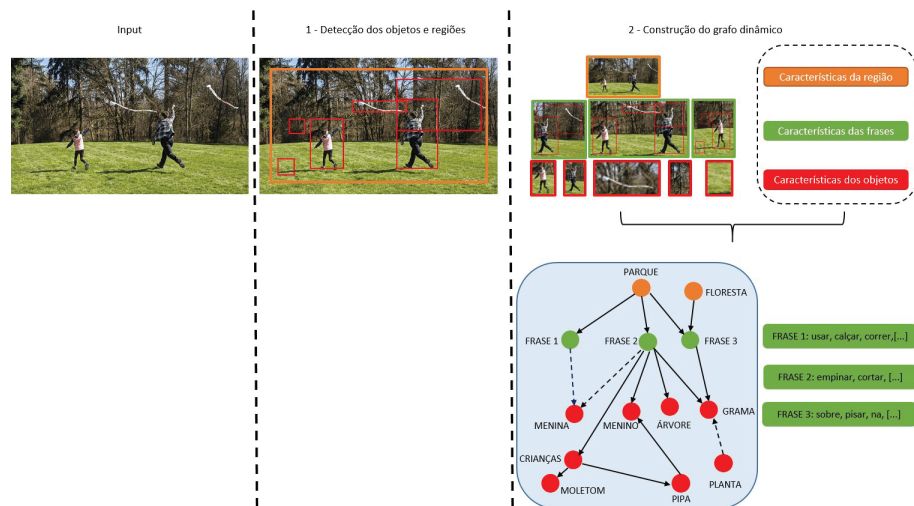 Input
1 - Detecção dos objetos e regiões
2 - Construção do grafo dinâmico
Características da região
Características das frases
Características dos objetos
PARQUE
FLORESTA
FRASE 1
FRASE 2
FRASE 3
MENINA
MENINO
ÁRVORE
GRAMA
CRIANÇAS
MOLETOM
PIPA
PLANTA
FRASE 1: usar, calçar, correr,[...]
FRASE 2: empinar, cortar, [...]
FRASE 3: sobre, pisar, na, [...]